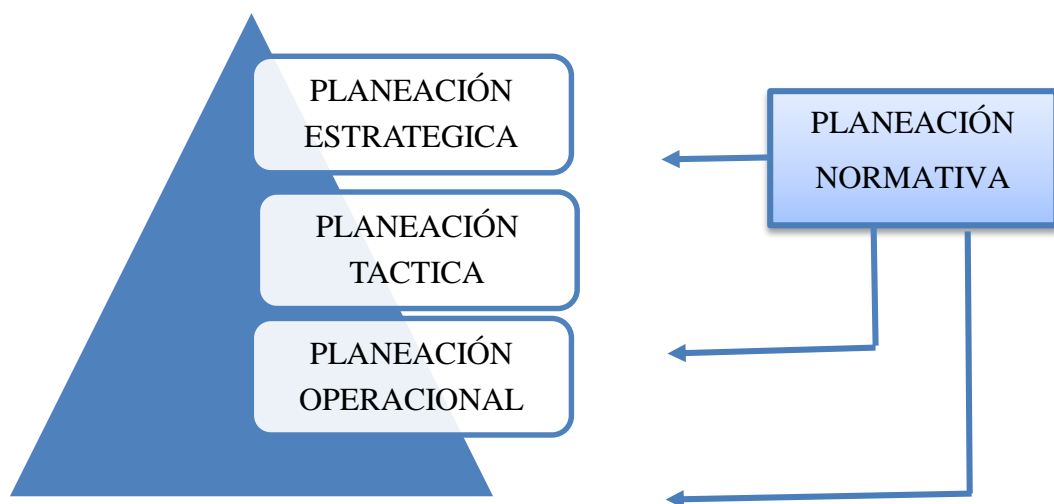 PLANEACIÓN
ESTRATEGICA
PLANEACIÓN
TACTICA
PLANEACIÓN
OPERACIONAL
PLANEACIÓN
NORMATIVA